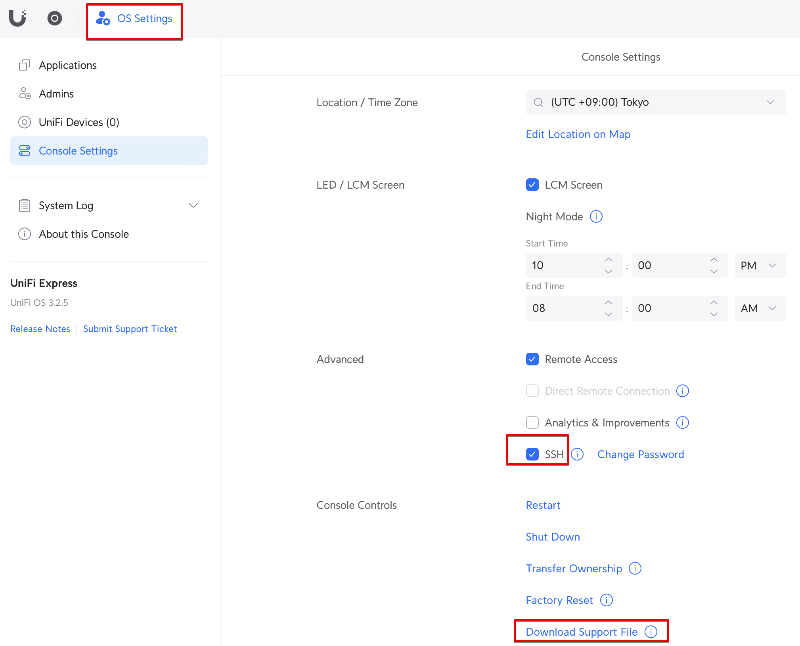 OS Settings
Applications
Admins
UniFi Devices (0)
Console Settings
System Log
About this Console
UniFi Express
UniFi OS 3.2.5
Release Notes
Submit Support Ticket
Console Settings
Location / Time Zone
(UTC +09:00) Tokyo
Edit Location on Map
LED / LCM Screen
LCM Screen
Night Mode
Start Time
10 : 00 PM
End Time
08 : 00 AM
Advanced
Remote Access
Direct Remote Connection
Analytics & Improvements
SSH
Change Password
Console Controls
Restart
Shut Down
Transfer Ownership
Factory Reset
Download Support File